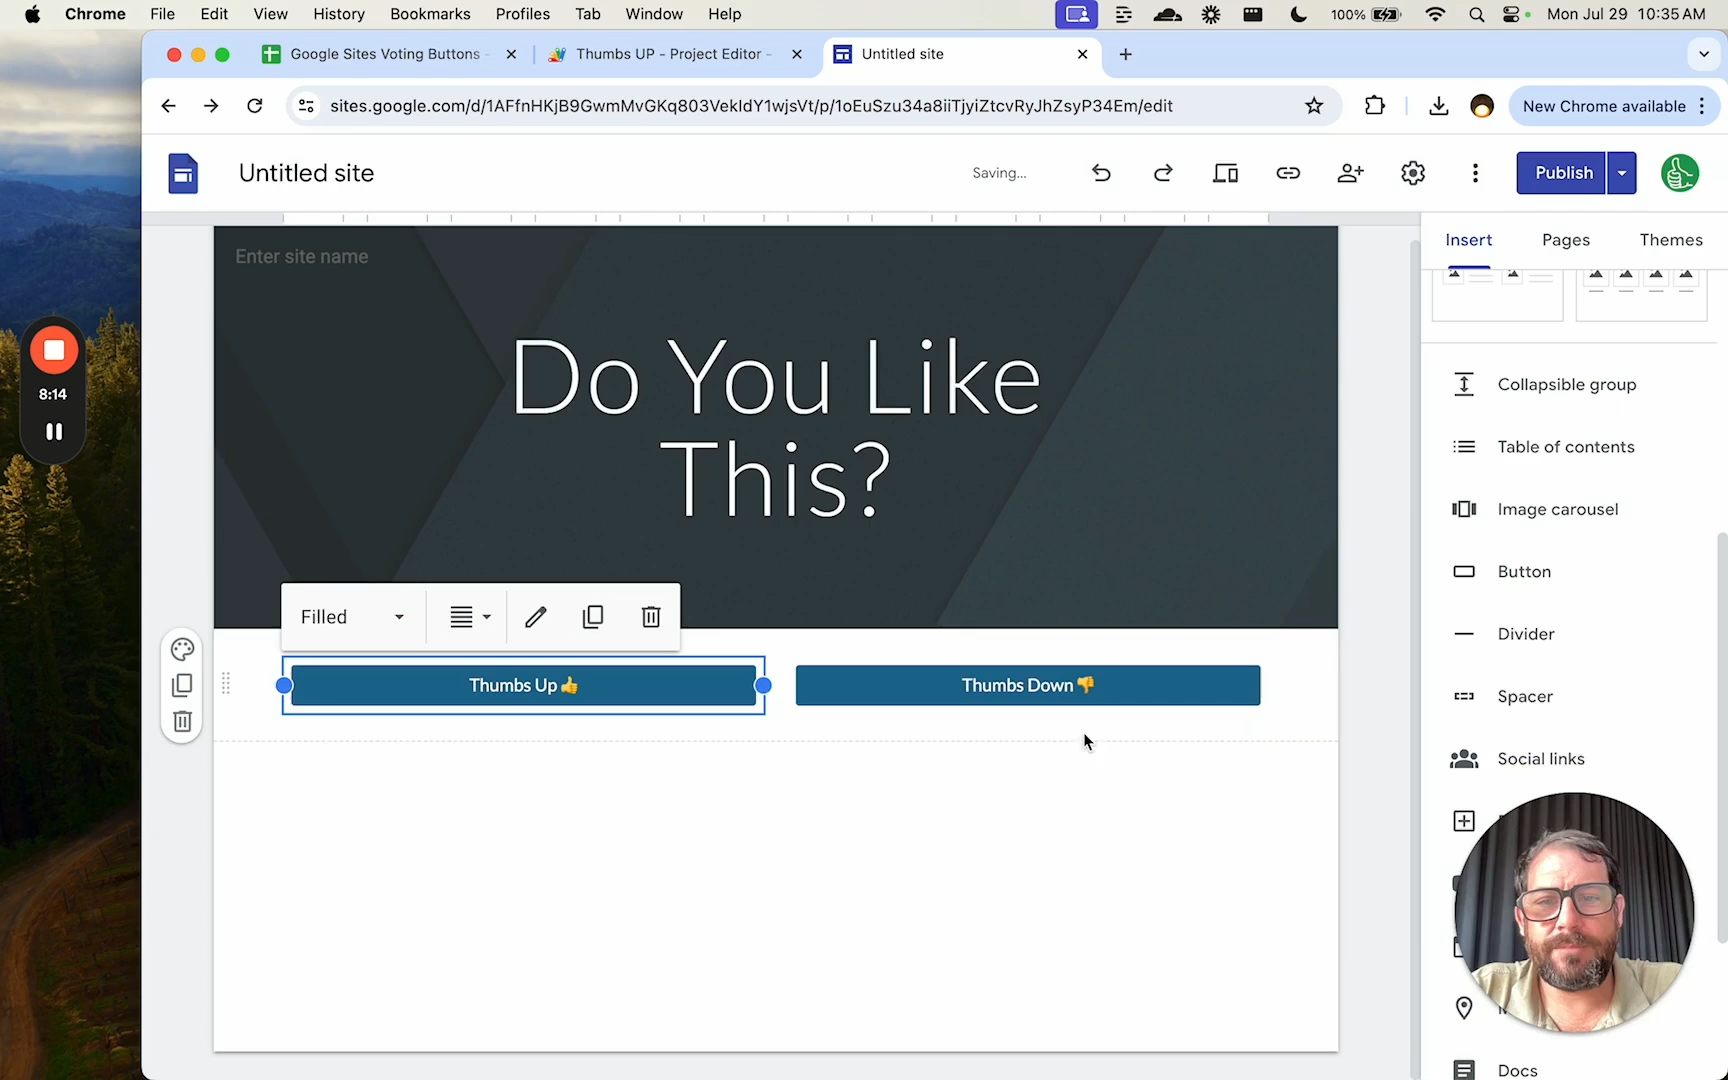 Chrome File Edit View History Bookmarks Profiles Tab Window Help 100% Mon Jul 29 10:35 AM
Google Sites Voting Buttons - Thumbs UP - Project Editor - Untitled site
sites.google.com/d/1AFfnHKjB9GwmMvGKq803VekIdY1wjsVt/p/1oEuSzu34a8iiTjyiZtcvRyJhZsyP34Em/edit New Chrome available
Untitled site Saving... Publish
Insert Pages Themes
Enter site name
Do You Like
This?
8:14
Filled
Thumbs Up 👍 Thumbs Down 👎
Collapsible group
Table of contents
Image carousel
Button
Divider
Spacer
Social links
Docs